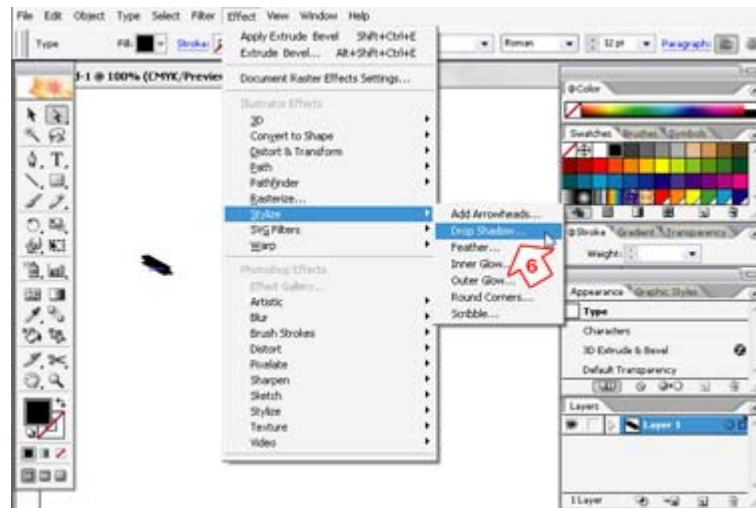 File Edit Object Type Select Filter Effect View Window Help
Type Fill: Stroke: Roman 12 pt Paragraph:
Apply Extrude Bevel Shift+Ctrl+E
Extrude Bevel... Alt+Shift+Ctrl+E
Document Raster Effects Settings...
Illustrator Effects
3D
Convert to Shape
Distort & Transform
Path
Pathfinder
Rasterize...
Stylize
SVG Filters
Warp
Photoshop Effects
Effect Gallery...
Artistic
Blur
Brush Strokes
Distort
Pixelate
Sharpen
Sketch
Stylize
Texture
Video
Add Arrowheads...
Drop Shadow...
Feather...
Inner Glow...
Outer Glow...
Round Corners...
Scribble...
6
d-1 @ 100% (CMYK/Preview
Color
Swatches Brushes Symbols
Stroke Gradient Transparency
Weight:
Appearance Graphic Styles
Type
Characters
3D Extrude & Bevel
Default Transparency
Layers
Layer 1
1 Layer